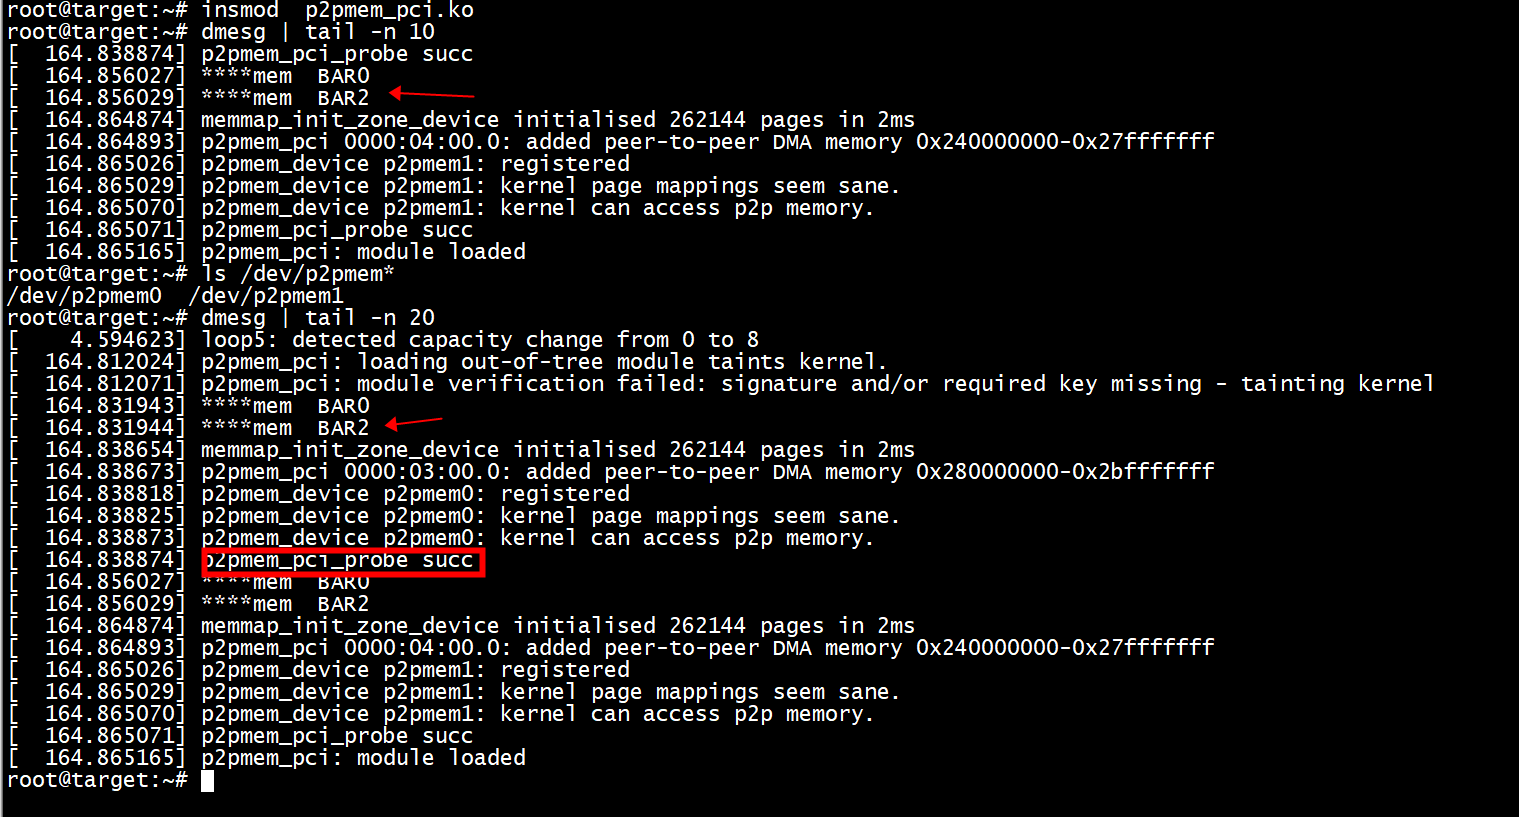 root@target:~# insmod  p2pmem_pci.ko
root@target:~# dmesg | tail -n 10
[  164.838874] p2pmem_pci_probe succ
[  164.856027] ****mem  BAR0
[  164.856029] ****mem  BAR2
[  164.864874] memmap_init_zone_device initialised 262144 pages in 2ms
[  164.864893] p2pmem_pci 0000:04:00.0: added peer-to-peer DMA memory 0x240000000-0x27fffffff
[  164.865026] p2pmem_device p2pmem1: registered
[  164.865029] p2pmem_device p2pmem1: kernel page mappings seem sane.
[  164.865070] p2pmem_device p2pmem1: kernel can access p2p memory.
[  164.865071] p2pmem_pci_probe succ
[  164.865165] p2pmem_pci: module loaded
root@target:~# ls /dev/p2pmem*
/dev/p2pmem0  /dev/p2pmem1
root@target:~# dmesg | tail -n 20
[    4.594623] loop5: detected capacity change from 0 to 8
[  164.812024] p2pmem_pci: loading out-of-tree module taints kernel.
[  164.812071] p2pmem_pci: module verification failed: signature and/or required key missing - tainting kernel
[  164.831943] ****mem  BAR0
[  164.831944] ****mem  BAR2
[  164.838654] memmap_init_zone_device initialised 262144 pages in 2ms
[  164.838673] p2pmem_pci 0000:03:00.0: added peer-to-peer DMA memory 0x280000000-0x2bfffffff
[  164.838818] p2pmem_device p2pmem0: registered
[  164.838825] p2pmem_device p2pmem0: kernel page mappings seem sane.
[  164.838873] p2pmem_device p2pmem0: kernel can access p2p memory.
[  164.838874] p2pmem_pci_probe succ
[  164.856027] ****mem  BAR0
[  164.856029] ****mem  BAR2
[  164.864874] memmap_init_zone_device initialised 262144 pages in 2ms
[  164.864893] p2pmem_pci 0000:04:00.0: added peer-to-peer DMA memory 0x240000000-0x27fffffff
[  164.865026] p2pmem_device p2pmem1: registered
[  164.865029] p2pmem_device p2pmem1: kernel page mappings seem sane.
[  164.865070] p2pmem_device p2pmem1: kernel can access p2p memory.
[  164.865071] p2pmem_pci_probe succ
[  164.865165] p2pmem_pci: module loaded
root@target:~#